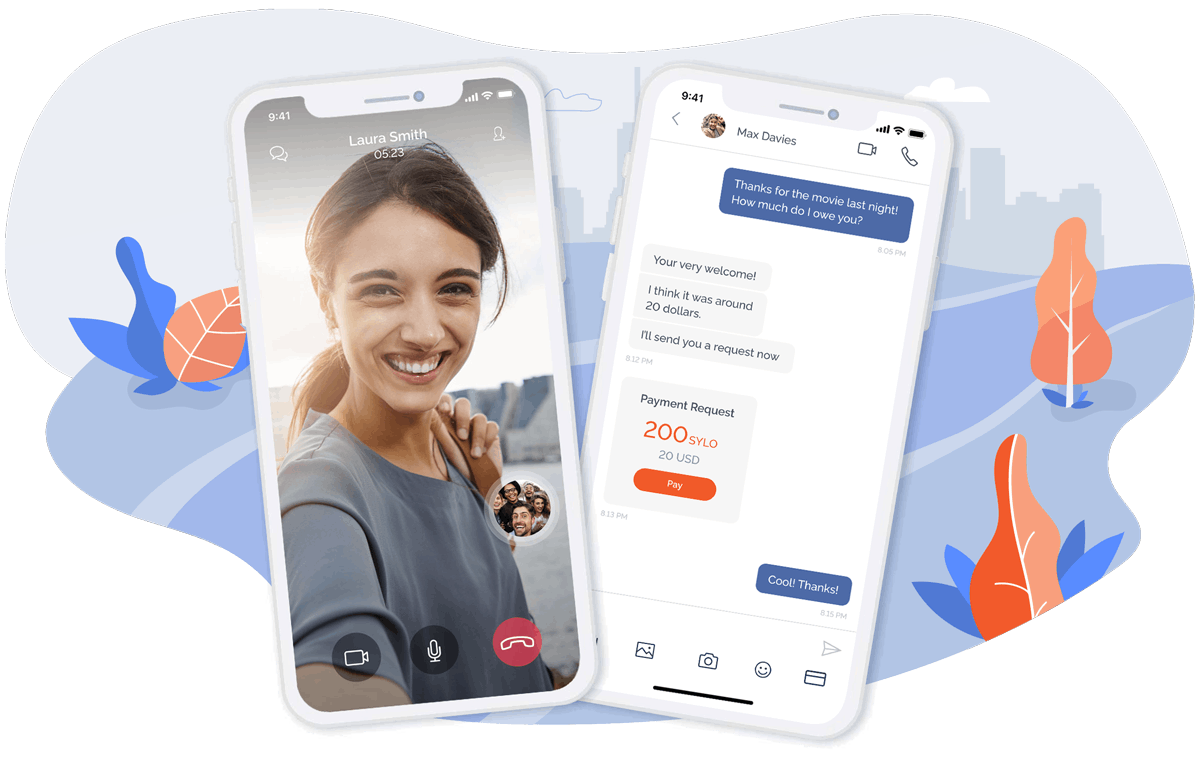 9:41
Laura Smith
05:23
9:41
Max Davies
Thanks for the movie last night!
How much do I owe you?
8.05 PM
Your very welcome!
I think it was around
20 dollars.
I'll send you a request now
8.12 PM
Payment Request
200 SYLO
20 USD
Pay
8.13 PM
Cool! Thanks!
8.15 PM